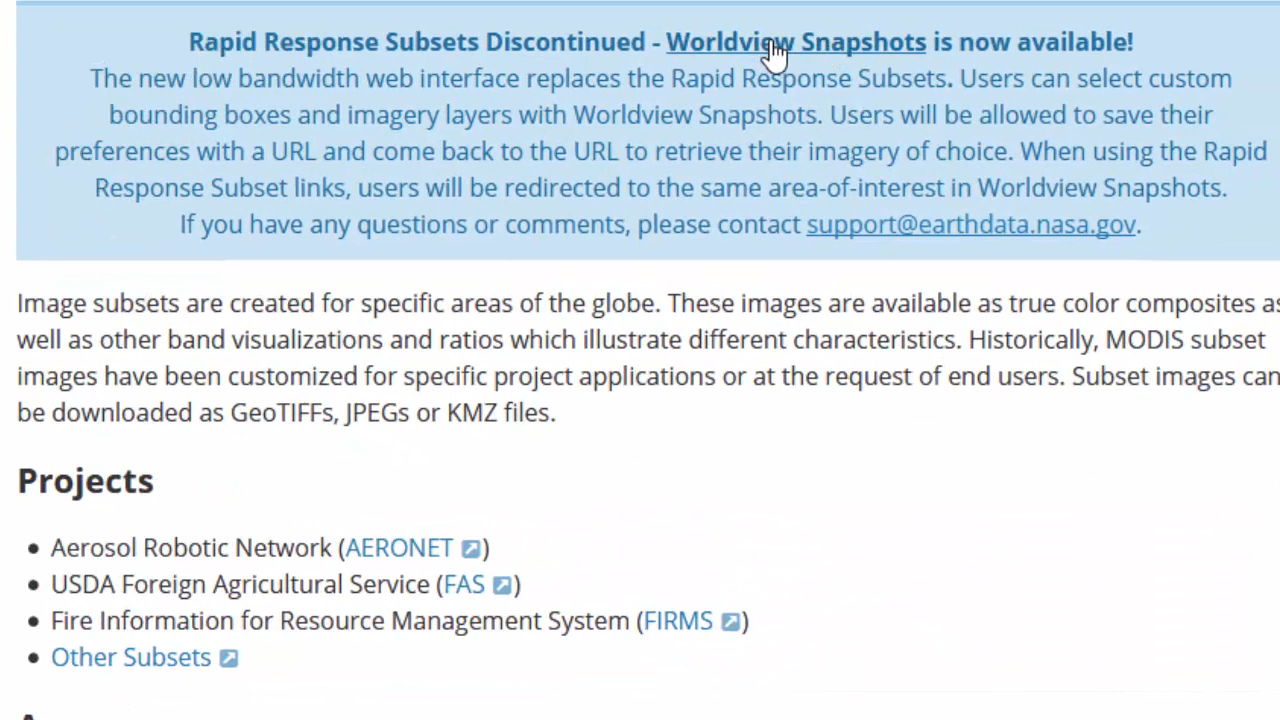 Rapid Response Subsets Discontinued - Worldview Snapshots is now available!
The new low bandwidth web interface replaces the Rapid Response Subsets. Users can select custom
bounding boxes and imagery layers with Worldview Snapshots. Users will be allowed to save their
preferences with a URL and come back to the URL to retrieve their imagery of choice. When using the Rapid
Response Subset links, users will be redirected to the same area-of-interest in Worldview Snapshots.
If you have any questions or comments, please contact support@earthdata.nasa.gov.
Image subsets are created for specific areas of the globe. These images are available as true color composites as
well as other band visualizations and ratios which illustrate different characteristics. Historically, MODIS subset
images have been customized for specific project applications or at the request of end users. Subset images can
be downloaded as GeoTIFFs, JPEGs or KMZ files.
Projects
Aerosol Robotic Network (AERONET)
USDA Foreign Agricultural Service (FAS)
Fire Information for Resource Management System (FIRMS)
Other Subsets